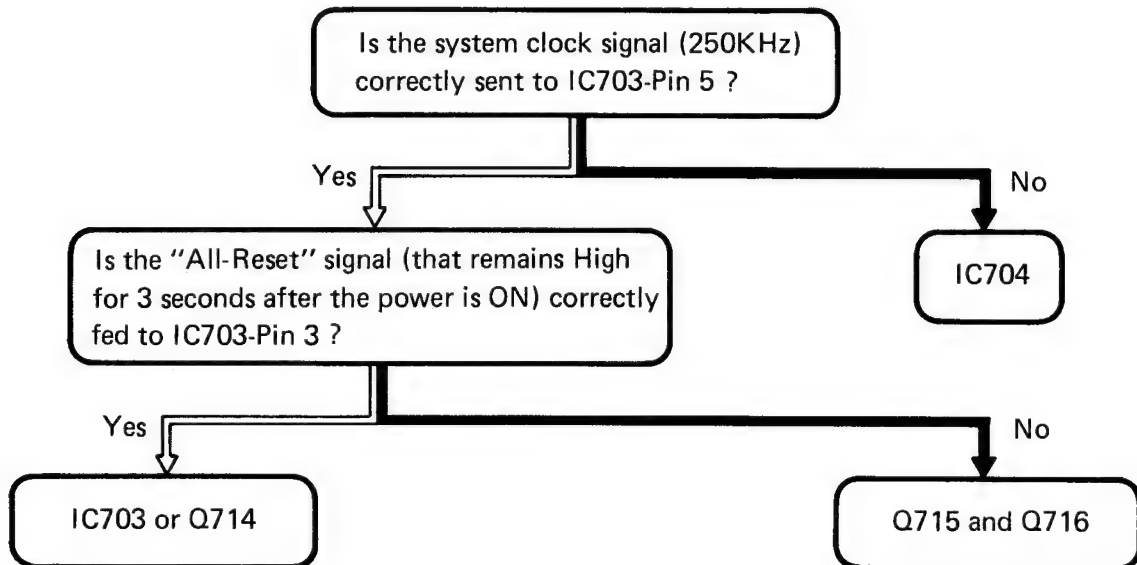 Is the system clock signal (250KHz)
correctly sent to IC703-Pin 5 ?
Yes
No
Is the "All-Reset" signal (that remains High
for 3 seconds after the power is ON) correctly
fed to IC703-Pin 3 ?
IC704
Yes
No
IC703 or Q714
Q715 and Q716